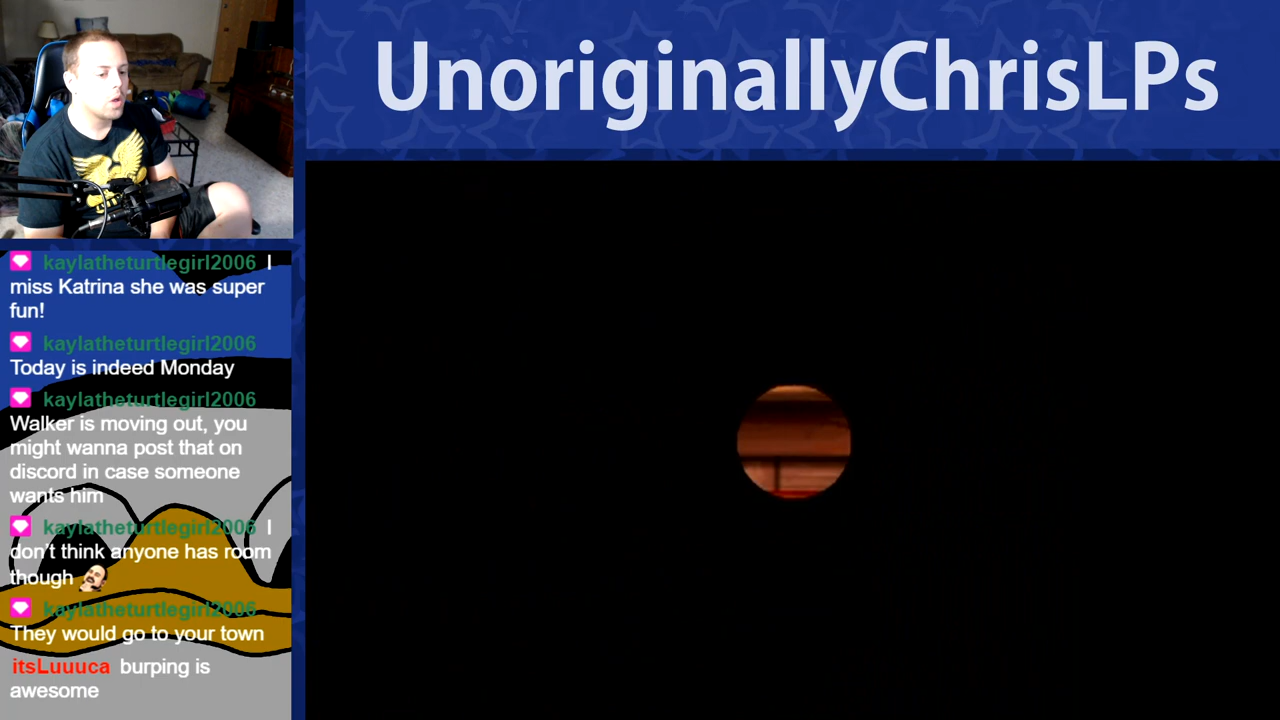 UnoriginallyChrisLPs
kaylatheturtlegirl2006 I
miss Katrina she was super
fun!
kaylatheturtlegirl2006
Today is indeed Monday
kaylatheturtlegirl2006
Walker is moving out, you
might wanna post that on
discord in case someone
wants him
kaylatheturtlegirl2006 I
don't think anyone has room
though
kaylatheturtlegirl2006
They would go to your town
itsLuuuca burping is
awesome